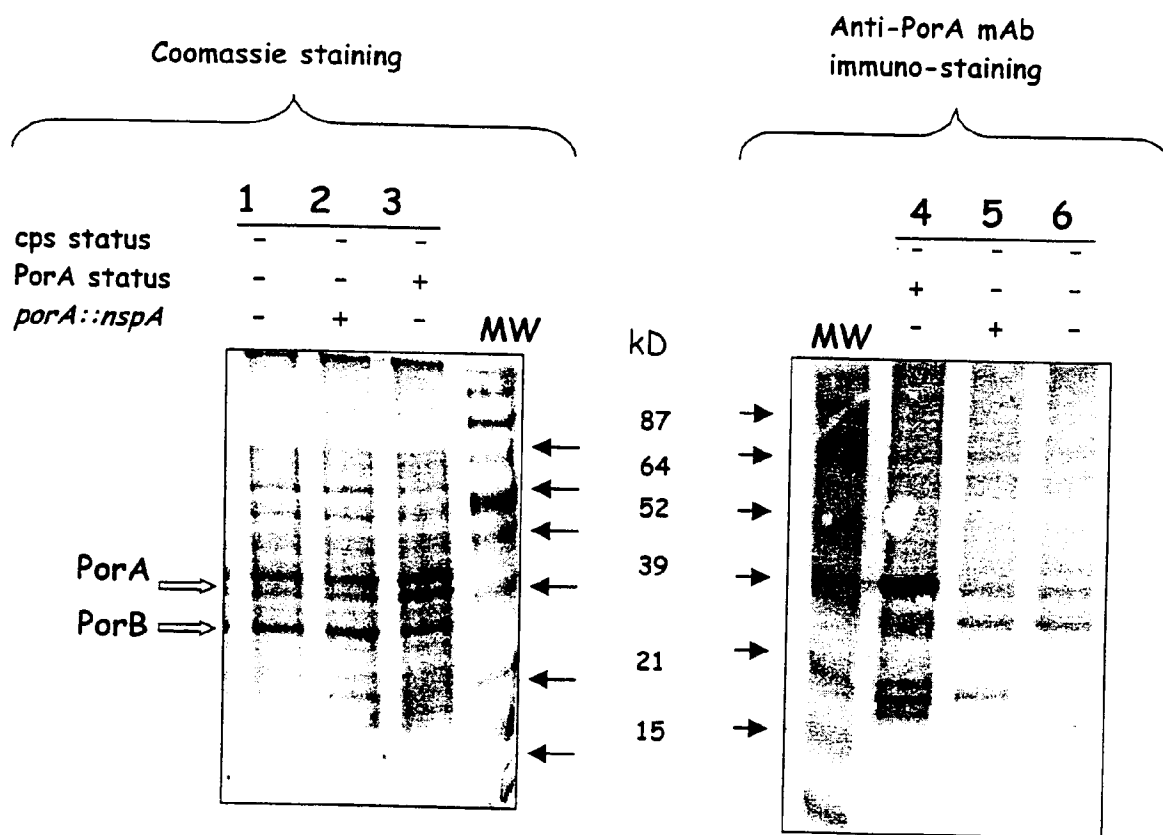 Coomassie staining
Anti-PorA mAb
immuno-staining
1 2 3
cps status - - -
PorA status - - +
porA::nspA - + -
MW
kD
4 5 6
- - -
+ - -
- + -
MW
87
64
52
39
21
15
PorA
PorB